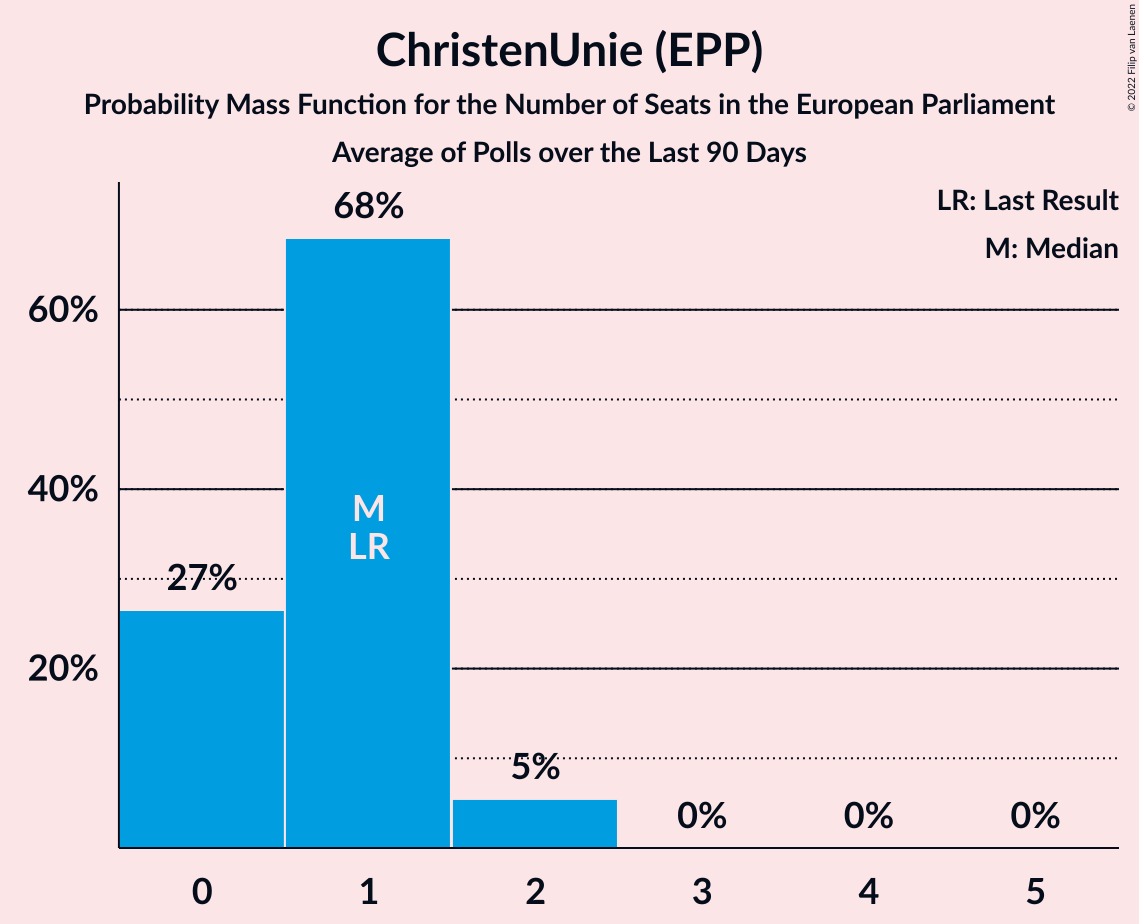 ChristenUnie (EPP)
Probability Mass Function for the Number of Seats in the European Parliament
Average of Polls over the Last 90 Days
© 2022 Filip van Laenen
LR: Last Result
M: Median
68%
60%
40%
M
LR
27%
20%
5%
0%
0%
0%
0
1
2
3
4
5